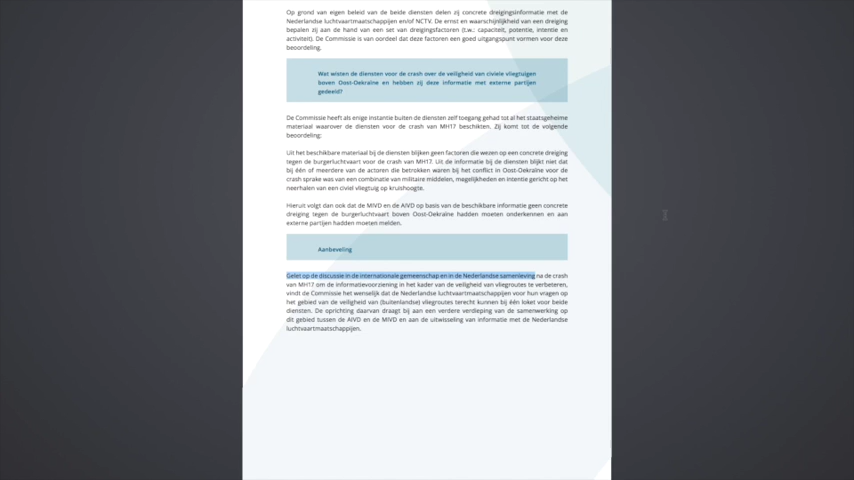 Op grond van eigen beleid van de beide diensten delen zij concrete dreigingsinformatie met de
Nederlandse luchtvaartmaatschappijen en/of NCTV. De ernst en waarschijnlijkheid van een dreiging
bepalen zij aan de hand van een set van dreigingsfactoren (t.w.: capaciteit, potentie, intentie en
activiteit). De Commissie is van oordeel dat deze factoren een goed uitgangspunt vormen voor deze
beoordeling.
Wat wisten de diensten voor de crash over de veiligheid van civiele vliegtuigen
boven Oost-Oekraïne en hebben zij deze informatie met externe partijen
gedeeld?
De Commissie heeft als enige instantie buiten de diensten zelf toegang gehad tot al het staatsgeheime
materiaal waarover de diensten voor de crash van MH17 beschikten. Zij komt tot de volgende
beoordeling:
Uit het beschikbare materiaal bij de diensten blijken geen factoren die wezen op een concrete dreiging
tegen de burgerluchtvaart voor de crash van MH17. Uit de informatie bij de diensten blijkt niet dat
bij één of meerdere van de actoren die betrokken waren bij het conflict in Oost-Oekraïne voor de
crash sprake was van een combinatie van militaire middelen, mogelijkheden en intentie gericht op het
neerhalen van een civiel vliegtuig op kruishoogte.
Hieruit volgt dan ook dat de MIVD en de AIVD op basis van de beschikbare informatie geen concrete
dreiging tegen de burgerluchtvaart boven Oost-Oekraïne hadden moeten onderkennen en aan
externe partijen hadden moeten melden.
Aanbeveling
Gelet op de discussie in de internationale gemeenschap en in de Nederlandse samenleving na de crash
van MH17 om de informatievoorziening in het kader van de veiligheid van vliegroutes te verbeteren,
vindt de Commissie het wenselijk dat de Nederlandse luchtvaartmaatschappijen voor hun vragen op
het gebied van de veiligheid van (buitenlandse) vliegroutes terecht kunnen bij één loket voor beide
diensten. De oprichting daarvan draagt bij aan een verdere verdieping van de samenwerking op
dit gebied tussen de AIVD en de MIVD en aan de uitwisseling van informatie met de Nederlandse
luchtvaartmaatschappijen.